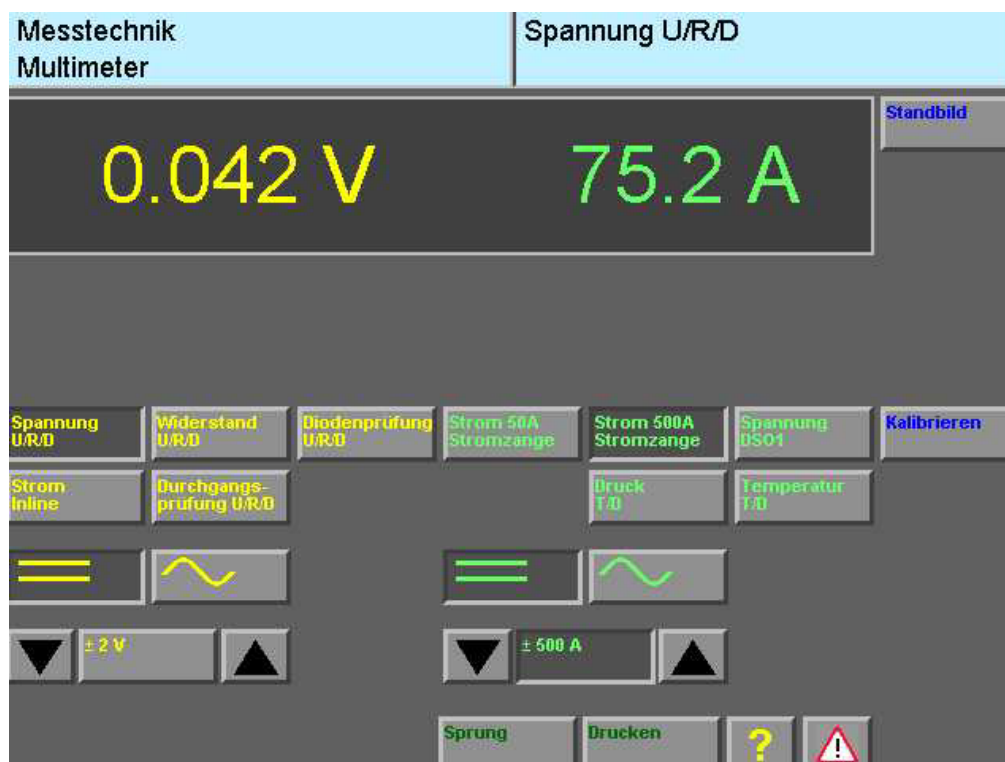 Messtechnik
Multimeter
Spannung U/R/D
0.042 V
75.2 A
Standbild
Spannung
U/R/D
Widerstand
U/R/D
Diodenprüfung
U/R/D
Strom 50A
Stromzange
Strom 500A
Stromzange
Spannung
DSO1
Kalibrieren
Strom
Inline
Durchgangs-
prüfung U/R/D
Druck
T/D
Temperatur
T/D
± 2 V
± 500 A
Sprung
Drucken
?
!